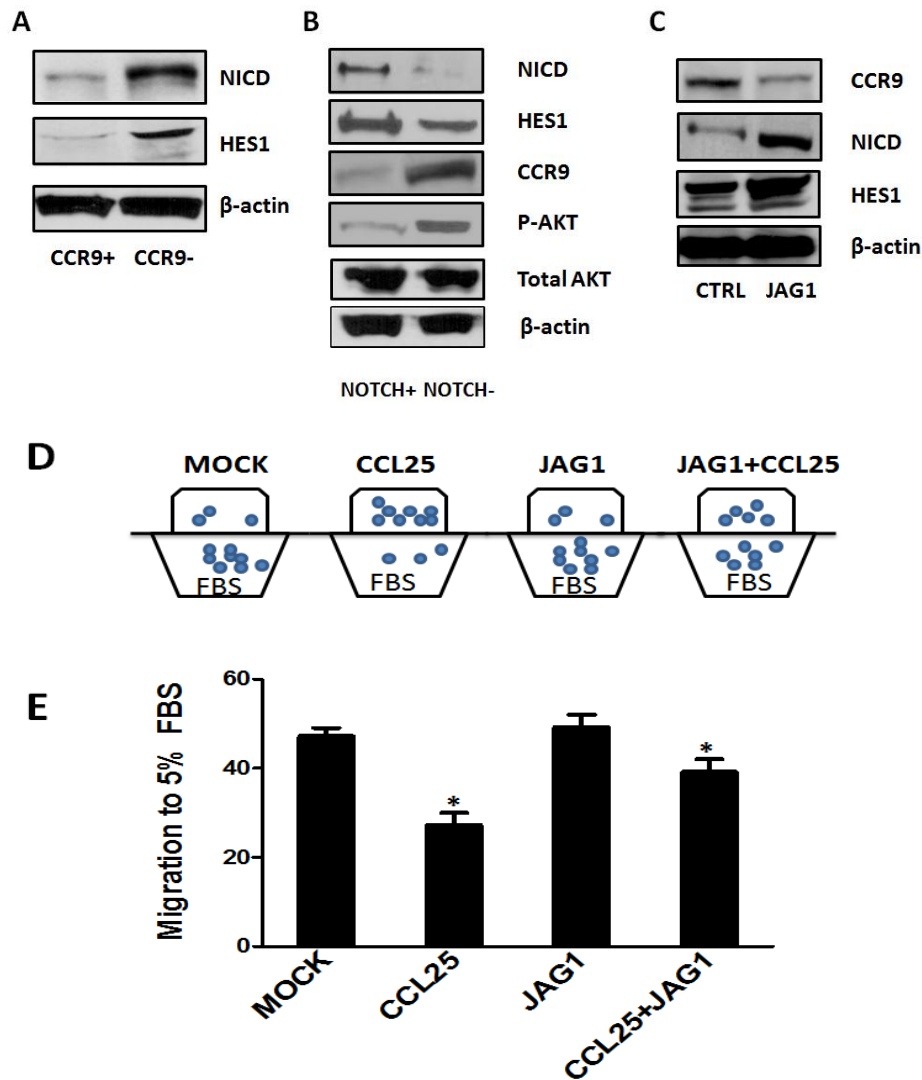 A
NICD
HES1
β-actin
CCR9+ CCR9-
B
NICD
HES1
CCR9
P-AKT
Total AKT
β-actin
NOTCH+ NOTCH-
C
CCR9
NICD
HES1
β-actin
CTRL JAG1
D
MOCK CCL25 JAG1 JAG1+CCL25
FBS FBS FBS FBS
E
Migration to 5% FBS
60
40
20
0
* *
MOCK
CCL25
JAG1
CCL25+JAG1